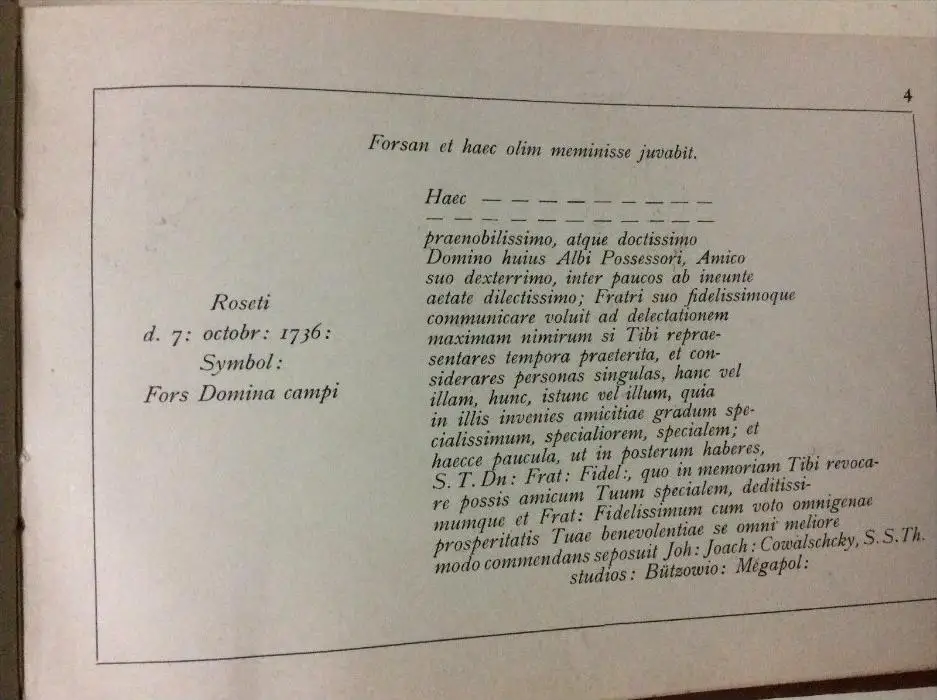 4
Forsan et haec olim meminisse juvabit.
Haec — — — — — — — — —
— — — — — — — — — — —
praenobilissimo, atque doctissimo
Domino huius Albi Possessori, Amico
suo dexterrimo, inter paucos ab ineunte
aetate dilectissimo; Fratri suo fidelissimoque
communicare voluit ad delectationem
maximam nimirum si Tibi reprae-
sentares tempora praeterita, et con-
siderares personas singulas, hanc vel
illam, hunc, istunc vel illum, quia
in illis invenies amicitiae gradum spe-
cialissimum, specialiorem, specialem; et
haecce paucula, ut in posterum haberes,
S. T. Dn: Frat: Fidel:, quo in memoriam Tibi revoca-
re possis amicum Tuum specialem, deditissi-
mumque et Frat: Fidelissimum cum voto omnigenae
prosperitatis Tuae benevolentiae se omni meliore
modo commendans seposuit Joh: Joach: Cowalschcky, S.S.Th.
studios: Bützowio: Mêgapol:
Roseti
d. 7: octobr: 1736:
Symbol:
Fors Domina campi